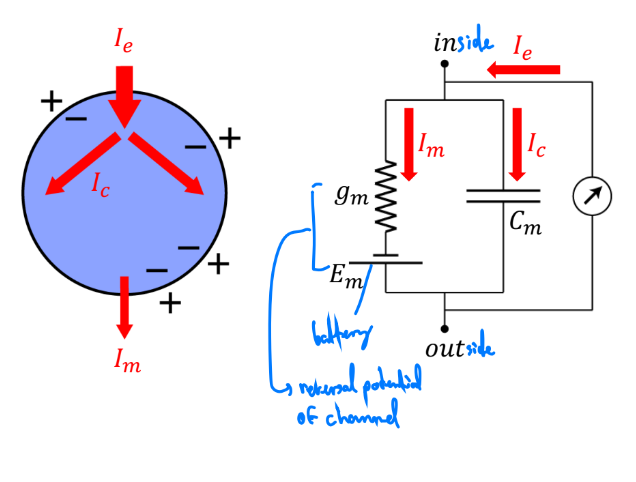 I_e
+
−
− +
I_c
−
− +
+
I_m
inside
I_e
I_m
I_c
g_m
C_m
E_m
battery
outside
reversal potential
of channel